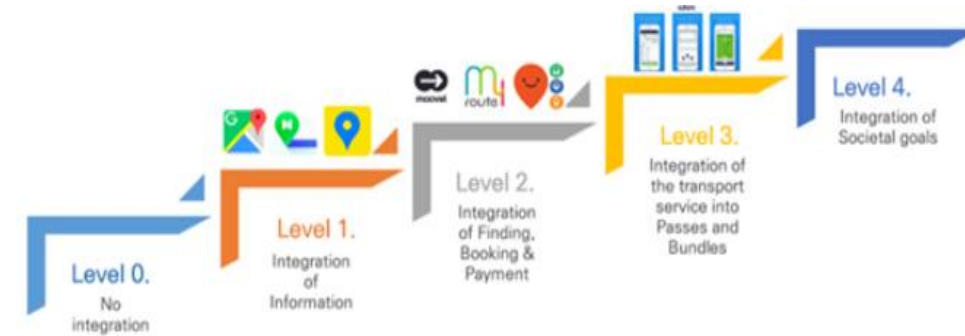 Level 0.
No
integration
Level 1.
Integration
of
Information
moovel
my
route
Level 2.
Integration
of Finding,
Booking &
Payment
Level 3.
Integration of
the transport
service into
Passes and
Bundles
Level 4.
Integration of
Societal goals